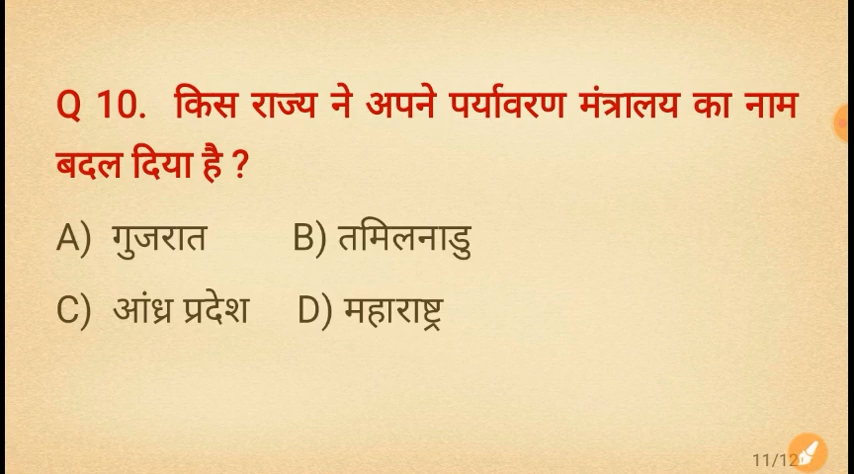 Q 10. किस राज्य ने अपने पर्यावरण मंत्रालय का नाम
बदल दिया है ?
A) गुजरात B) तमिलनाडु
C) आंध्र प्रदेश D) महाराष्ट्र
11/12